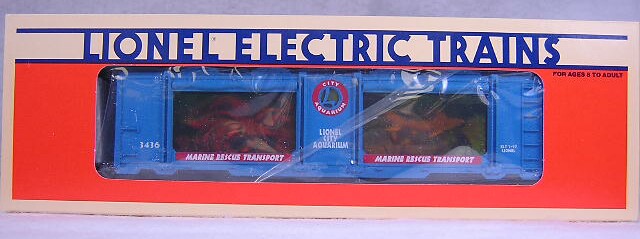 LIONEL ELECTRIC TRAINS
FOR AGES 8 TO ADULT
CITY
AQUARIUM
3436
LIONEL
CITY
AQUARIUM
MARINE RESCUE TRANSPORT
MARINE RESCUE TRANSPORT
LIONEL